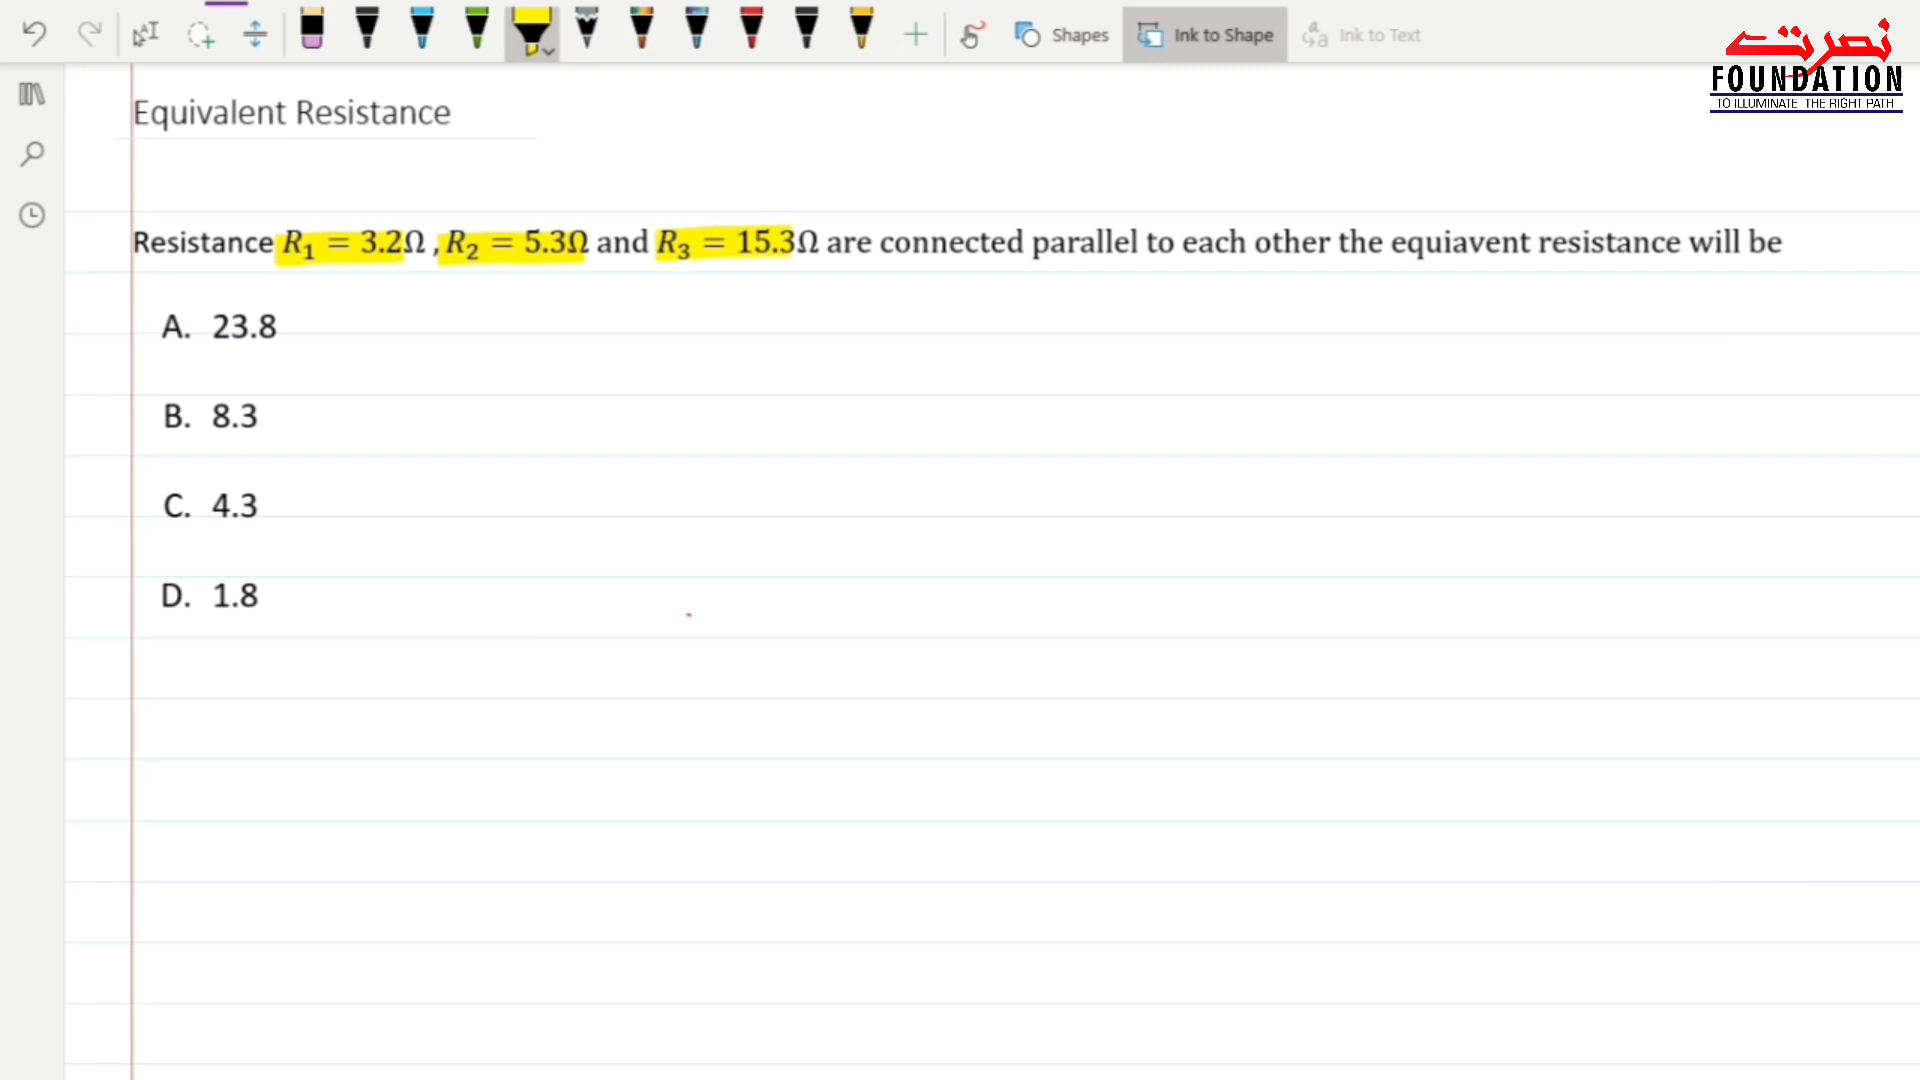 Shapes
Ink to Shape
Ink to Text
نصرت
FOUNDATION
TO ILLUMINATE THE RIGHT PATH
Equivalent Resistance
Resistance R₁ = 3.2Ω , R₂ = 5.3Ω and R₃ = 15.3Ω are connected parallel to each other the equiavent resistance will be
A. 23.8
B. 8.3
C. 4.3
D. 1.8